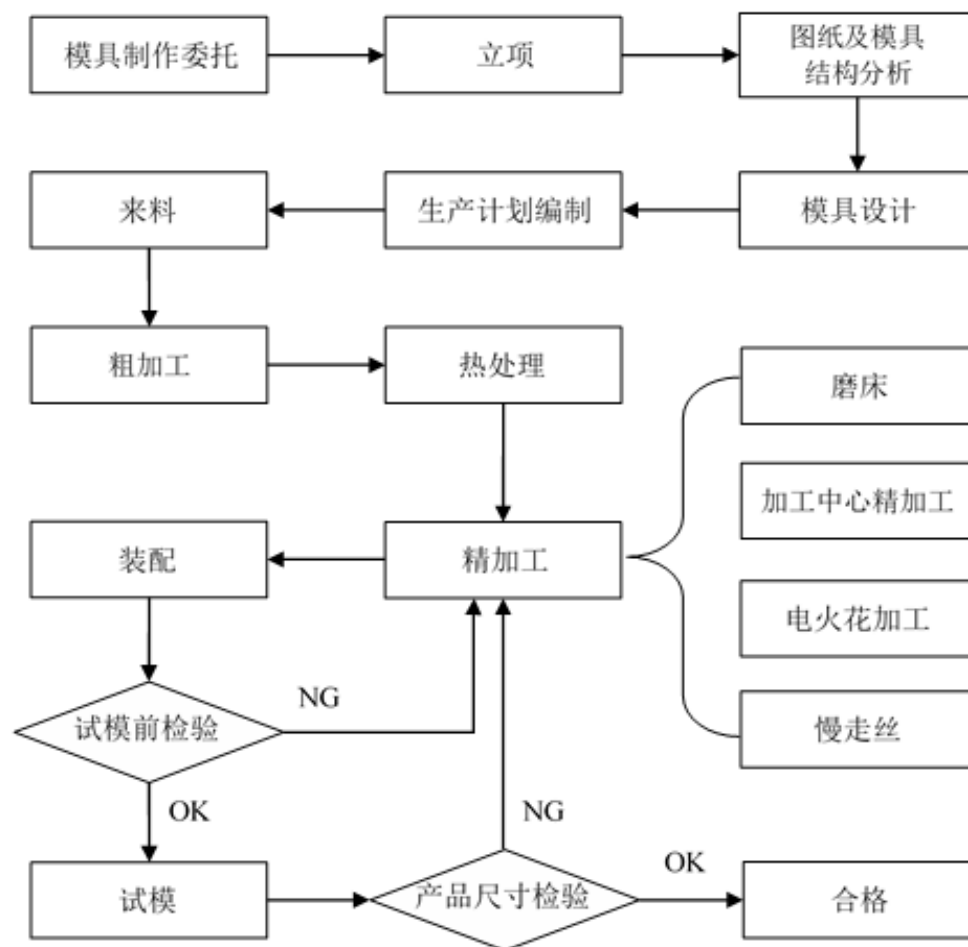 模具制作委托
立项
图纸及模具
结构分析
来料
生产计划编制
模具设计
粗加工
热处理
磨床
加工中心精加工
装配
精加工
电火花加工
试模前检验
NG
慢走丝
OK
NG
试模
产品尺寸检验
OK
合格